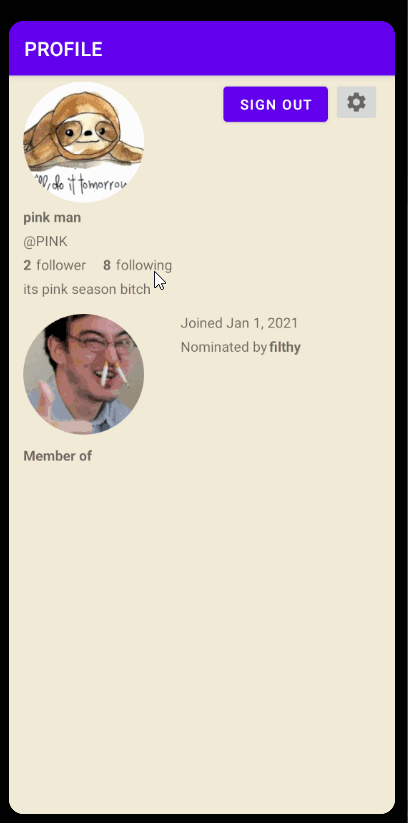 PROFILE
SIGN OUT
I'll do it tomorrow
pink man
@PINK
2 follower 8 following
its pink season bitch
Joined Jan 1, 2021
Nominated by filthy
Member of